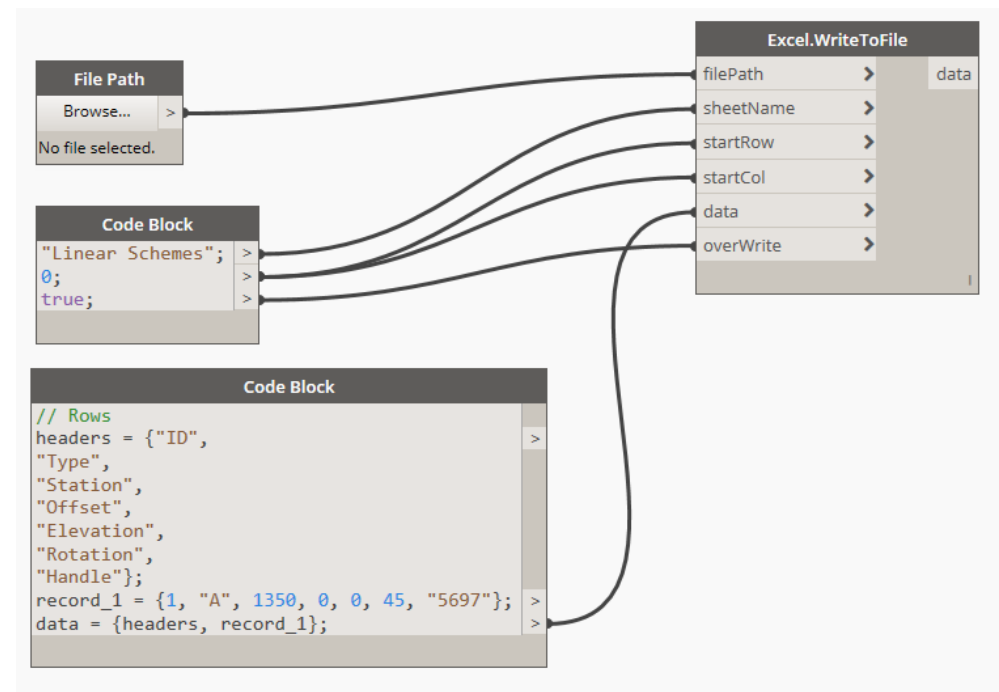 File Path
Browse... >
No file selected.
Code Block
"Linear Schemes"; >
0; >
true; >
Code Block
// Rows
headers = {"ID", >
"Type",
"Station",
"Offset",
"Elevation",
"Rotation",
"Handle"};
record_1 = {1, "A", 1350, 0, 0, 45, "5697"}; >
data = {headers, record_1}; >
Excel.WriteToFile
filePath > data
sheetName >
startRow >
startCol >
data >
overWrite >
l